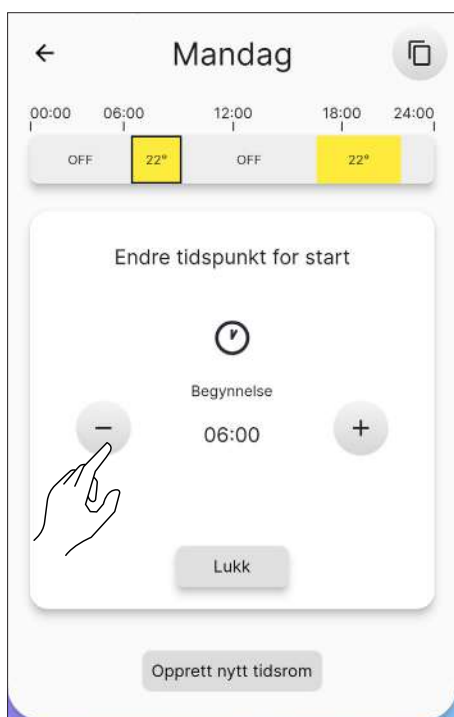 Mandag
00:00 06:00 12:00 18:00 24:00
OFF 22° OFF 22°
Endre tidspunkt for start
Begynnelse
− 06:00 +
Lukk
Opprett nytt tidsrom